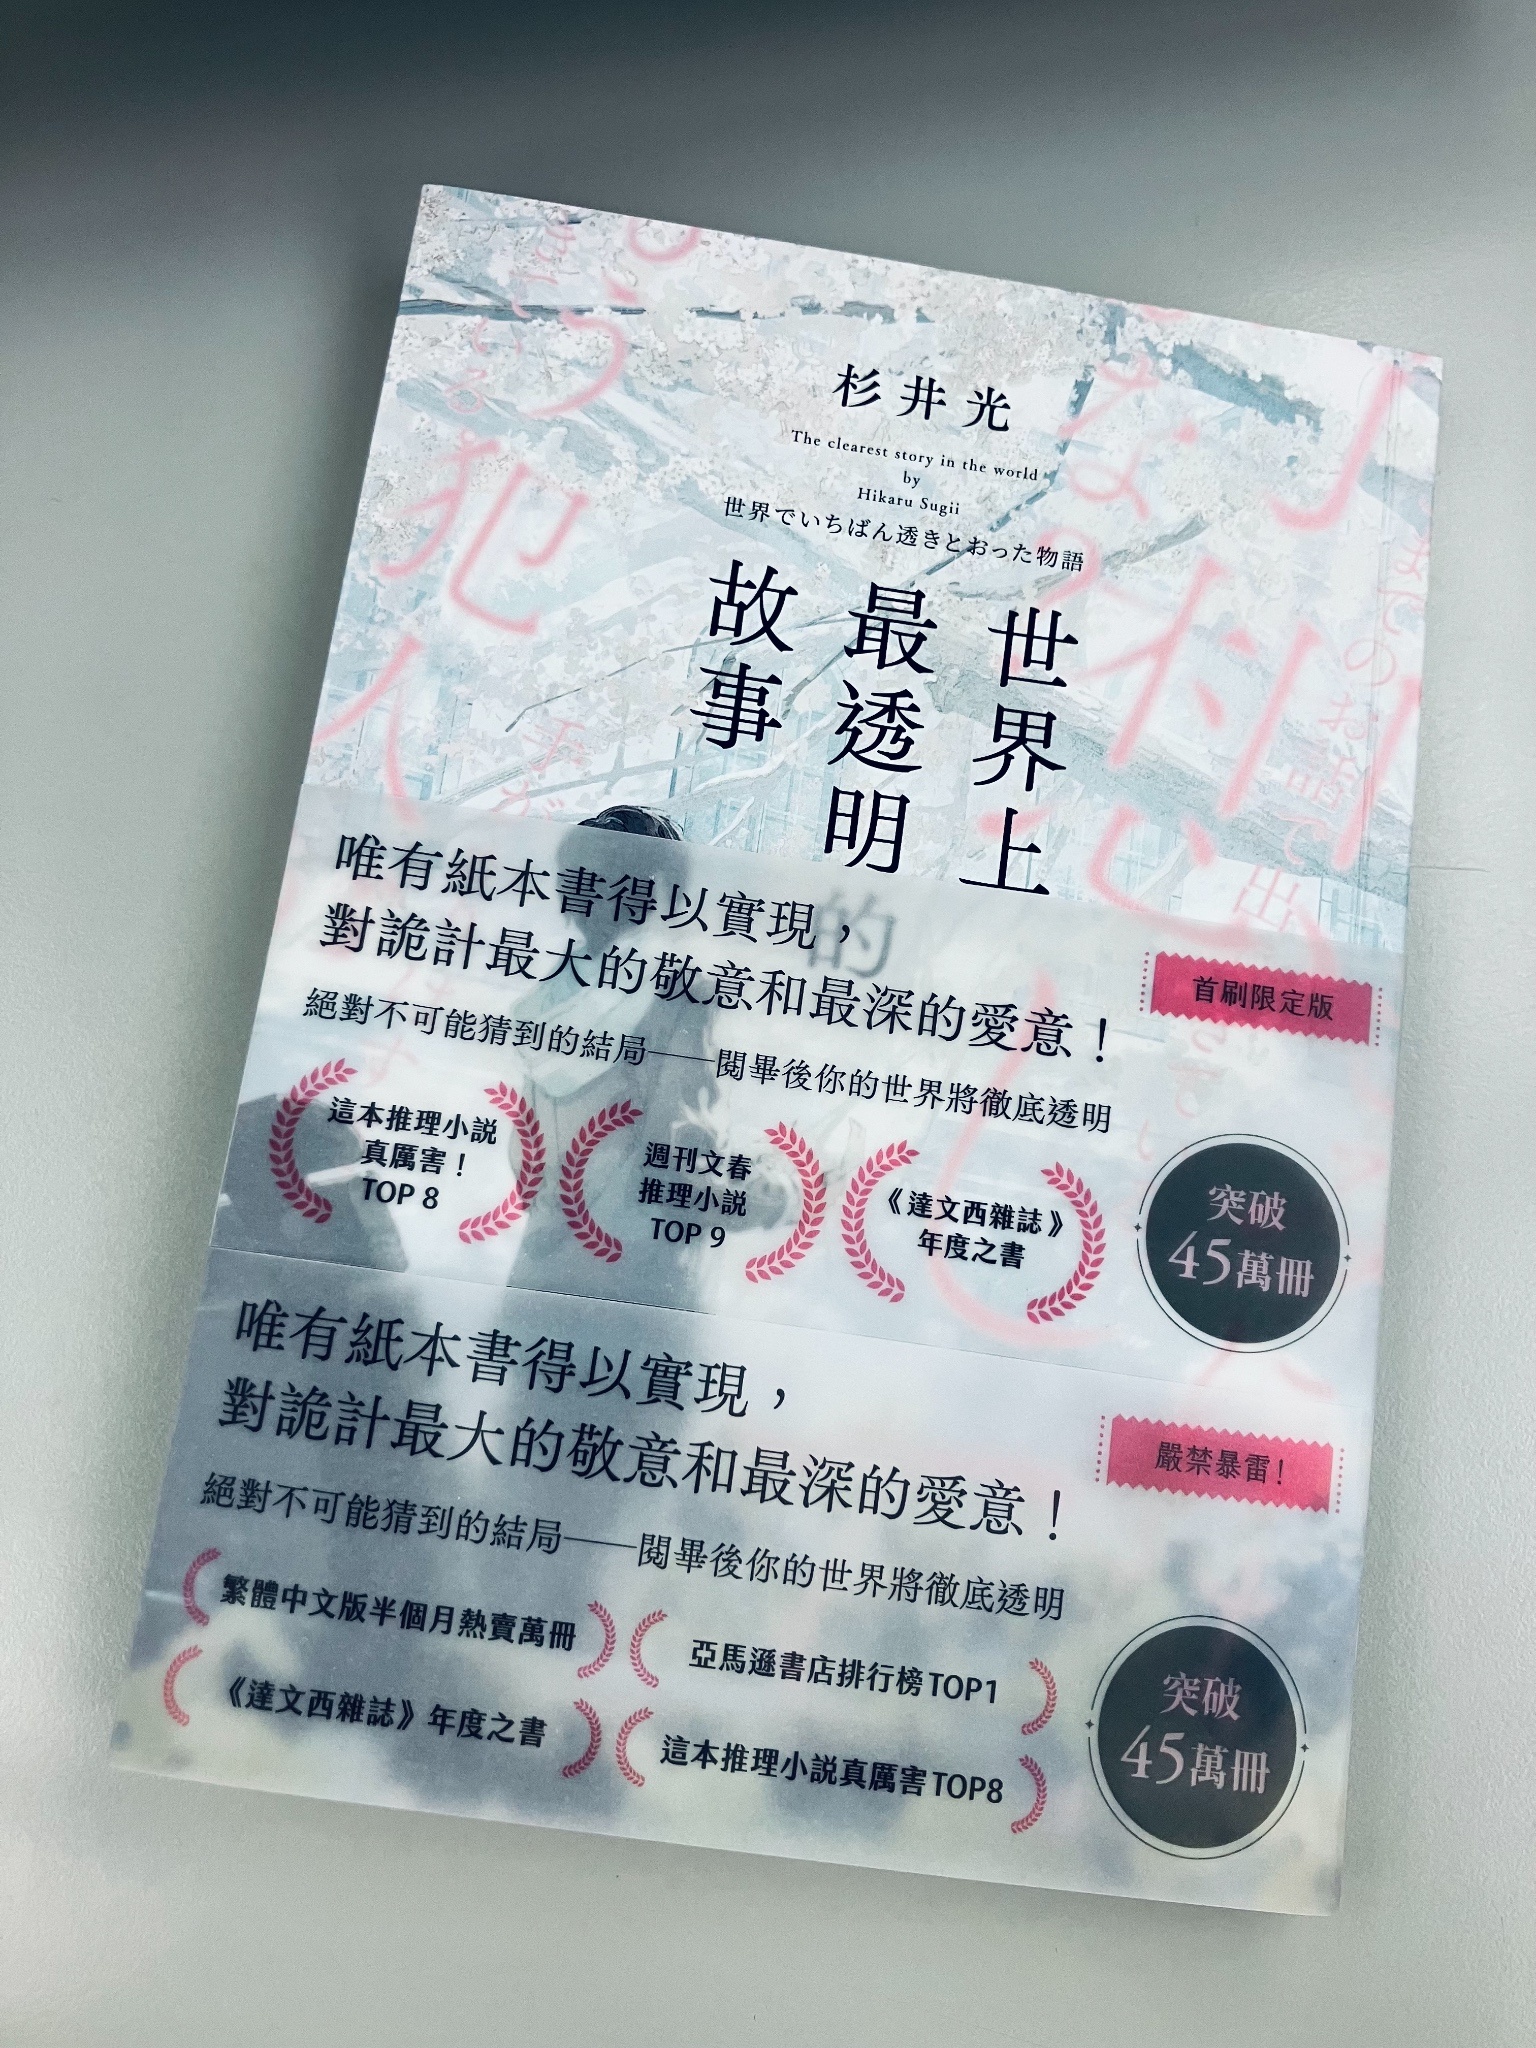 杉井光
The clearest story in the world
by
Hikaru Sugii
世界でいちばん透きとおった物語
世界上
最透明的
故事
唯有紙本書得以實現，
對詭計最大的敬意和最深的愛意！
首刷限定版
絕對不可能猜到的結局——閱畢後你的世界將徹底透明
這本推理小說
真厲害！
TOP 8
週刊文春
推理小說
TOP 9
《達文西雜誌》
年度之書
突破
45萬冊
唯有紙本書得以實現，
對詭計最大的敬意和最深的愛意！
嚴禁暴雷！
絕對不可能猜到的結局——閱畢後你的世界將徹底透明
繁體中文版半個月熱賣萬冊
亞馬遜書店排行榜TOP1
《達文西雜誌》年度之書
這本推理小說真厲害TOP8
突破
45萬冊